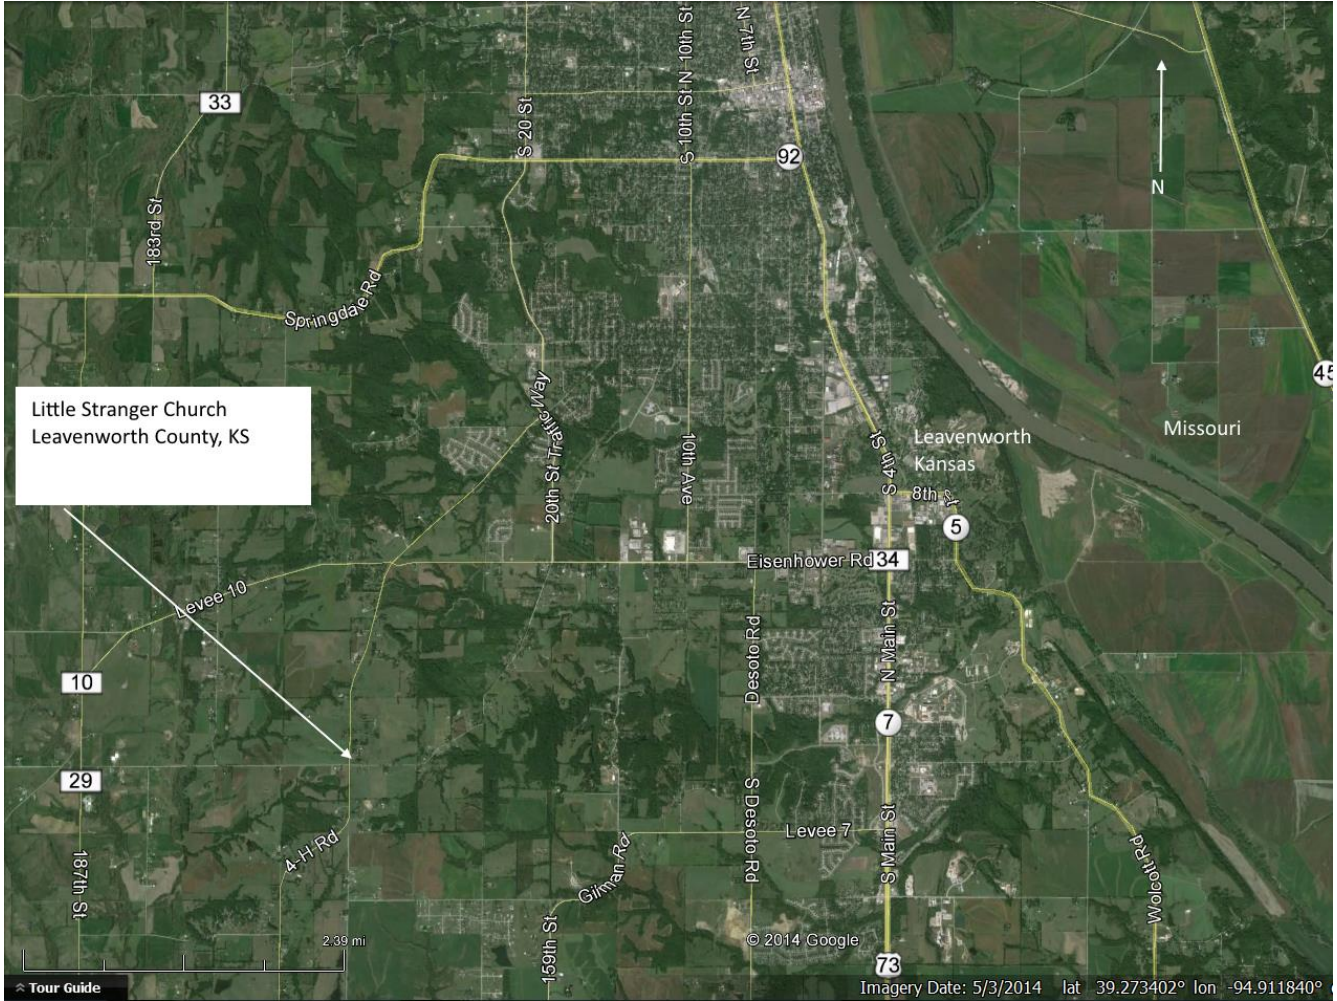 N 7th St
N 10th St
S 10th St
S 20 St
33
92
N
183rd St
Springdale Rd
45
Little Stranger Church
Leavenworth County, KS
20th St Traffic Way
10th Ave
S 4th St
Leavenworth
Kansas
Missouri
8th St
5
Eisenhower Rd
34
Levee 10
10
Desoto Rd
N Main St
7
29
187th St
4-H Rd
S Desoto Rd
Levee 7
S Main St
Gilman Rd
159th St
Wolcott Rd
2.39 mi
© 2014 Google
73
Tour Guide
Imagery Date: 5/3/2014 lat 39.273402° lon -94.911840°